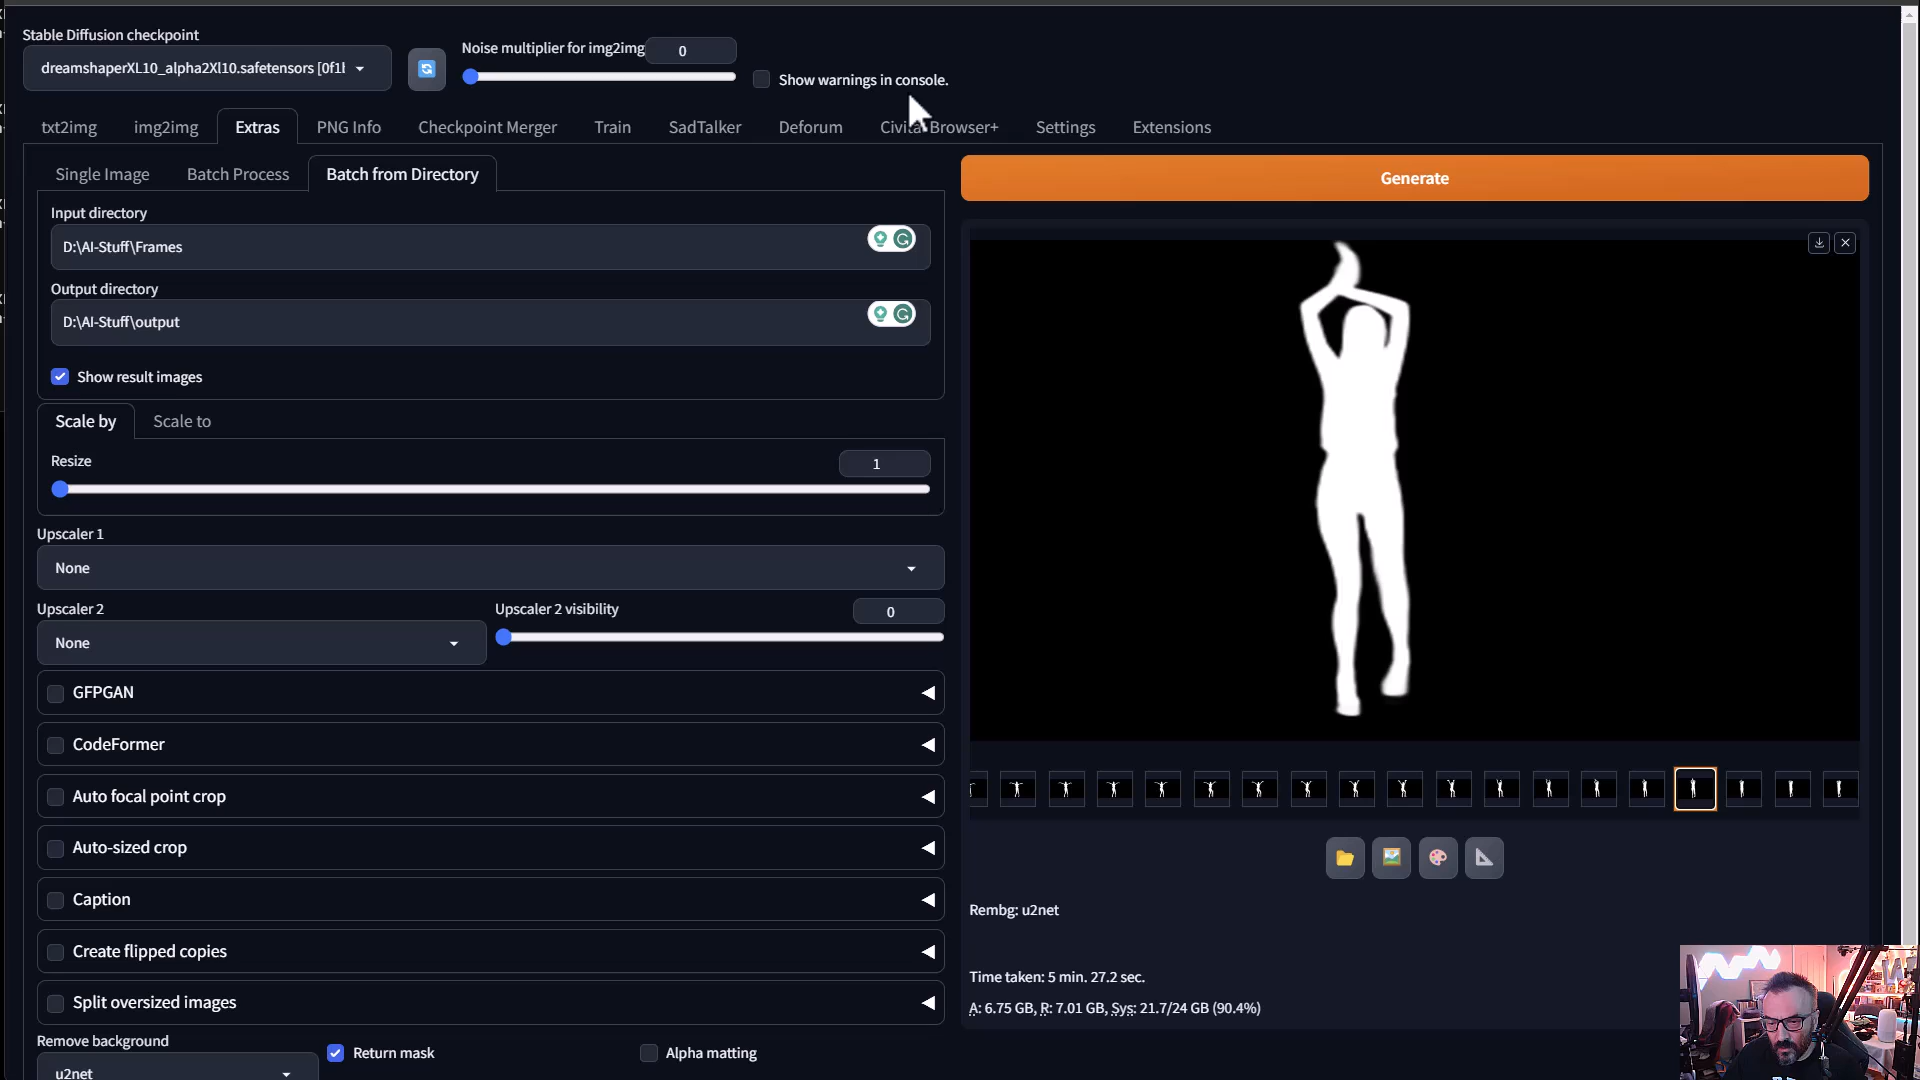 Stable Diffusion checkpoint
dreamshaperXL10_alpha2Xl10.safetensors [0f1b
Noise multiplier for img2img
0
Show warnings in console.
txt2img
img2img
Extras
PNG Info
Checkpoint Merger
Train
SadTalker
Deforum
Browser+
Settings
Extensions
Single Image
Batch Process
Batch from Directory
Input directory
D:\AI-Stuff\Frames
Output directory
D:\AI-Stuff\output
Show result images
Scale by
Scale to
Resize
1
Upscaler 1
None
Upscaler 2
None
Upscaler 2 visibility
0
GFPGAN
CodeFormer
Auto focal point crop
Auto-sized crop
Caption
Create flipped copies
Split oversized images
Remove background
u2net
Return mask
Alpha matting
Generate
Rembg: u2net
Time taken: 5 min. 27.2 sec.
A: 6.75 GB, R: 7.01 GB, Sys: 21.7/24 GB (90.4%)